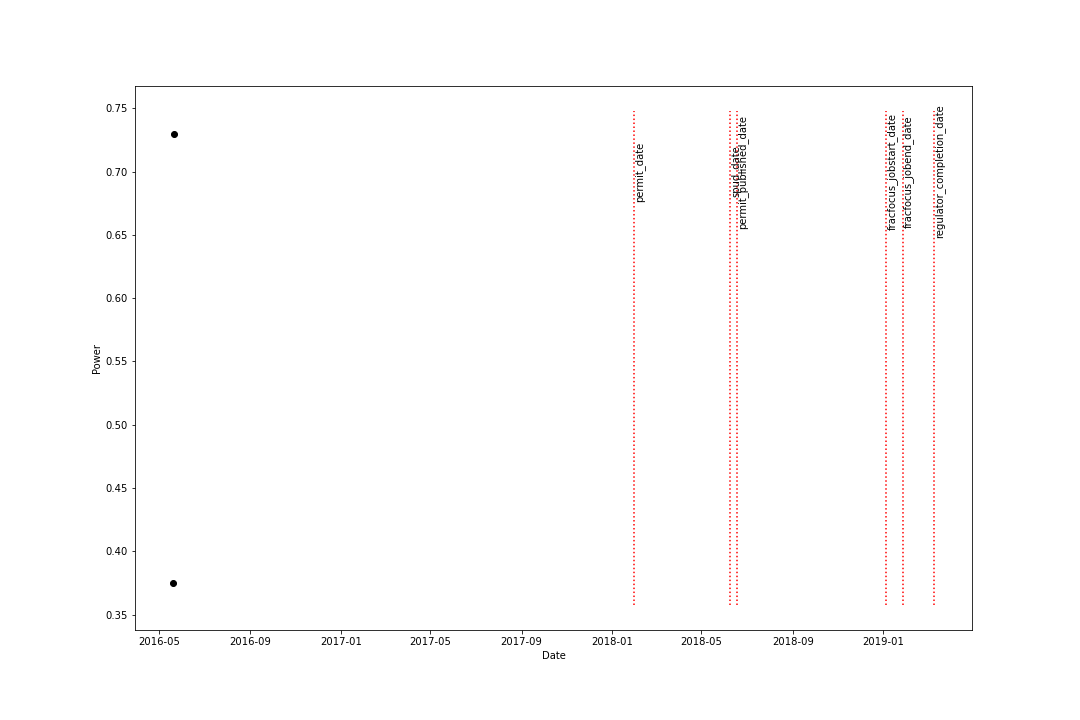 0.75
0.70
0.65
0.60
0.55
0.50
0.45
0.40
0.35
Power
permit_date
spud_date
permit_published_date
fracfocus_jobstart_date
fracfocus_jobend_date
regulator_completion_date
2016-05 2016-09 2017-01 2017-05 2017-09 2018-01 2018-05 2018-09 2019-01
Date